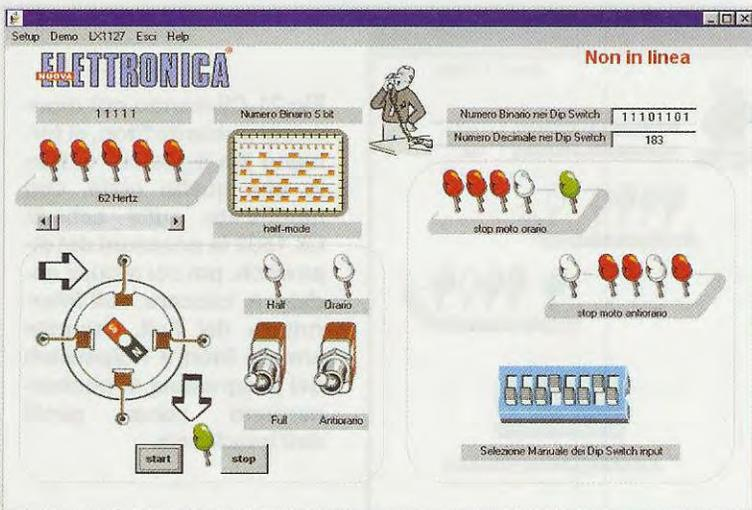 Setup Demo LX1127 Esci Help
NUOVA ELETTRONICA
Non in linea
11111
Numero Binario 5 bit
Numero Binario nei Dip Switch 11101101
Numero Decimale nei Dip Switch 183
62 Hertz
half-mode
stop moto orario
Half Orario
stop moto antiorario
S N
Full Antiorario
start stop
Selezione Manuale dei Dip Switch input